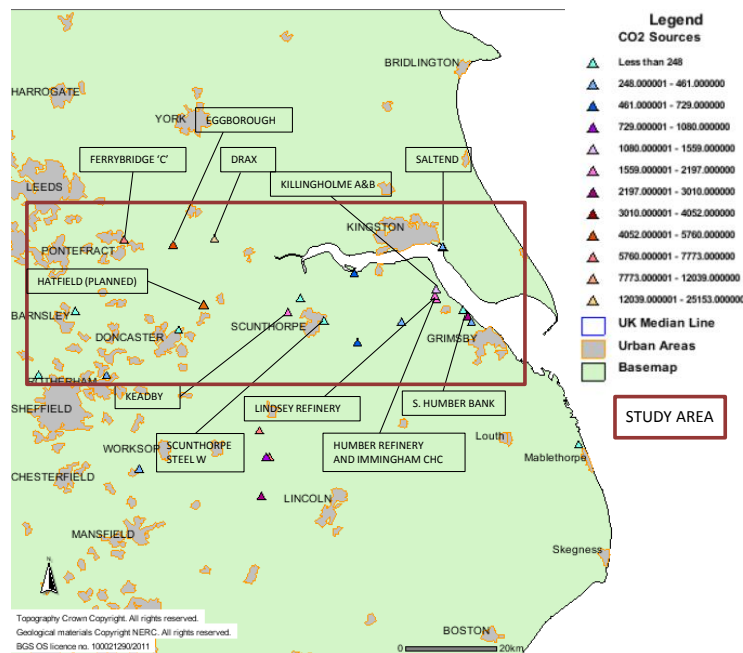 Legend
CO2 Sources
Less than 248
248.000001 - 461.000000
461.000001 - 729.000000
729.000001 - 1080.000000
1080.000001 - 1559.000000
1559.000001 - 2197.000000
2197.000001 - 3010.000000
3010.000001 - 4052.000000
4052.000001 - 5760.000000
5760.000001 - 7773.000000
7773.000001 - 12039.000000
12039.000001 - 25153.000000
UK Median Line
Urban Areas
Basemap
STUDY AREA
BRIDLINGTON
HARROGATE
YORK
EGGBOROUGH
FERRYBRIDGE 'C'
DRAX
SALTEND
KILLINGHOLME A&B
LEEDS
KINGSTON
PONTEFRACT
HATFIELD (PLANNED)
BARNSLEY
DONCASTER
SCUNTHORPE
GRIMSBY
ROTHERHAM
KEADBY
LINDSEY REFINERY
S. HUMBER BANK
SHEFFIELD
SCUNTHORPE
STEEL W
HUMBER REFINERY
AND IMMINGHAM CHC
WORKSOP
Louth
Mablethorpe
CHESTERFIELD
LINCOLN
MANSFIELD
Skegness
BOSTON
N
Topography Crown Copyright. All rights reserved.
Geological materials Copyright NERC. All rights reserved.
BGS OS licence no. 100021290/2011
0 20km